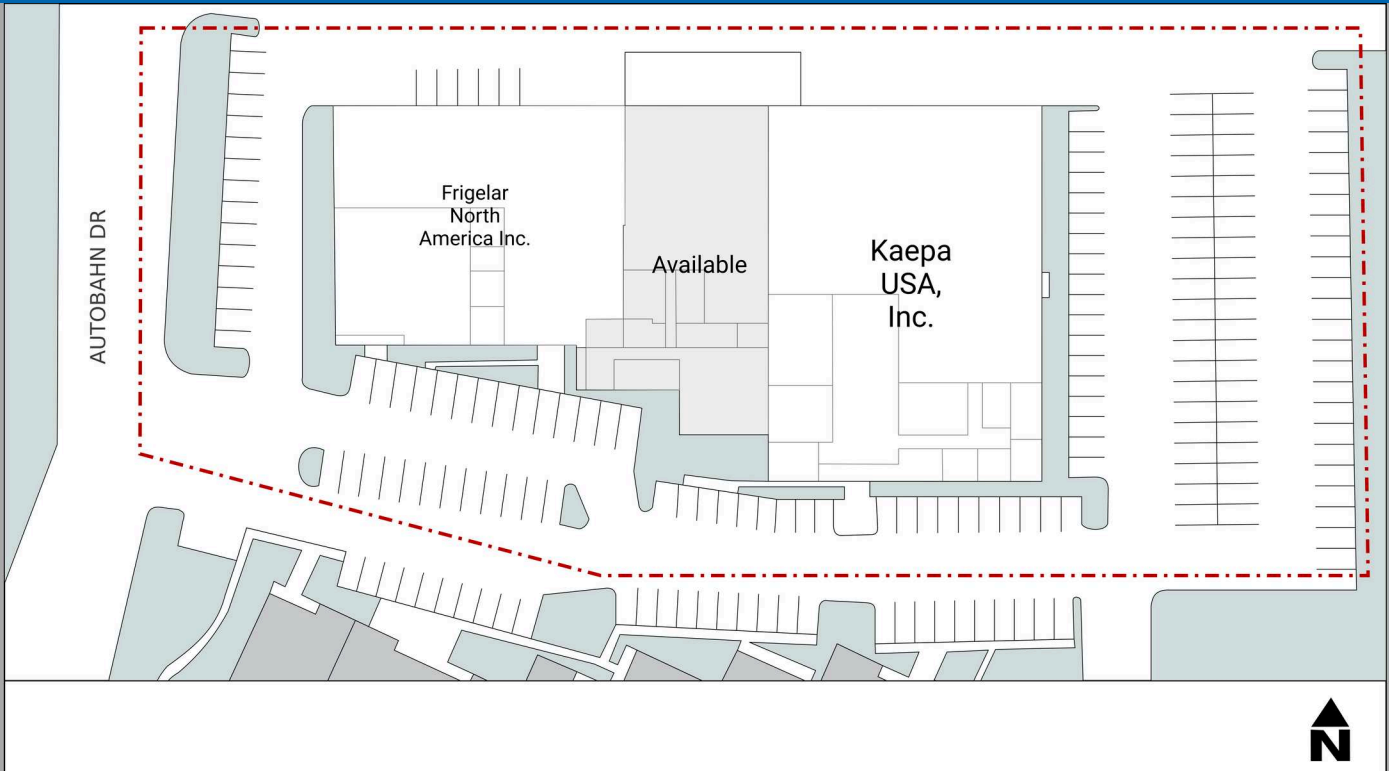 AUTOBAHN DR
Frigelar
North
America Inc.
Available
Kaepa
USA,
Inc.
N